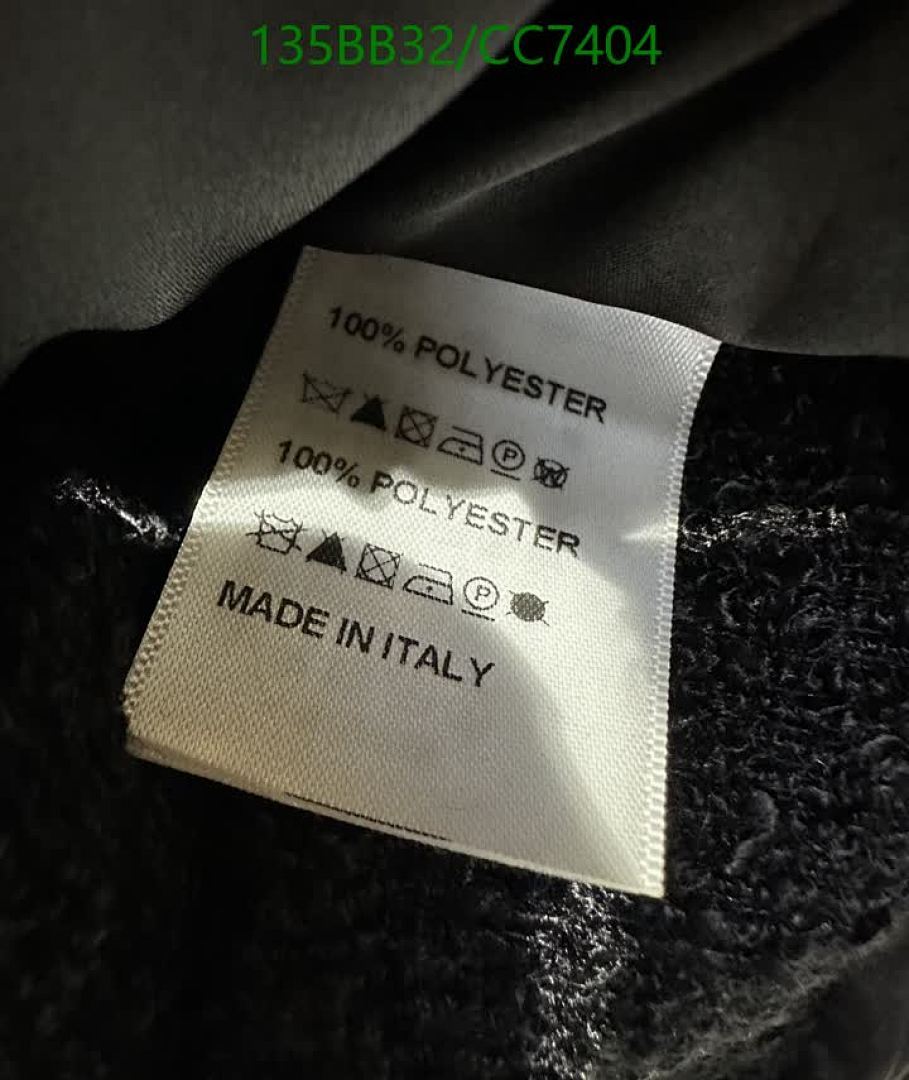 135BB32/CC7404
100% POLYESTER
P W
100% POLYESTER
P
MADE IN ITALY